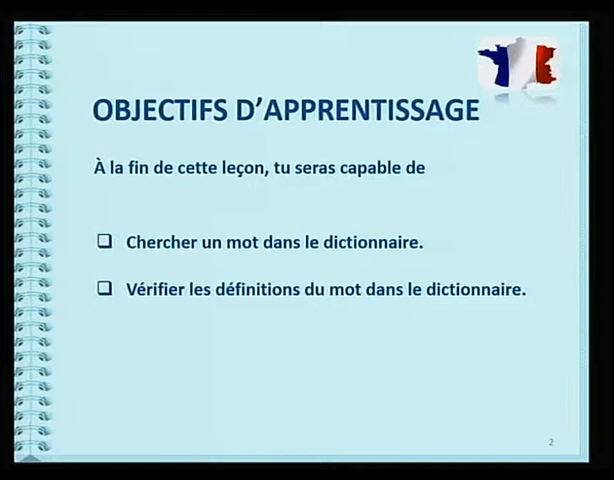 OBJECTIFS D’APPRENTISSAGE
À la fin de cette leçon, tu seras capable de
Chercher un mot dans le dictionnaire.
Vérifier les définitions du mot dans le dictionnaire.
2